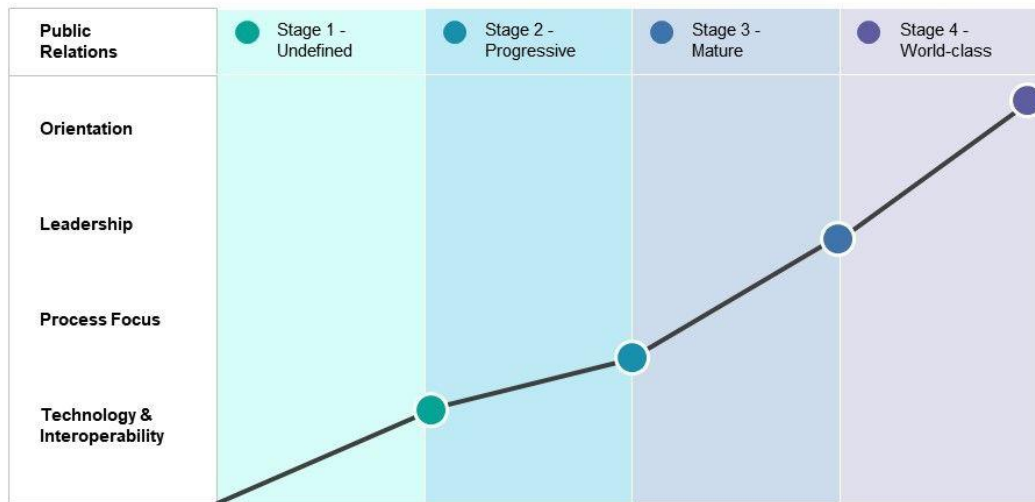 Public
Relations
Stage 1 -
Undefined
Stage 2 -
Progressive
Stage 3 -
Mature
Stage 4 -
World-class
Orientation
Leadership
Process Focus
Technology &
Interoperability